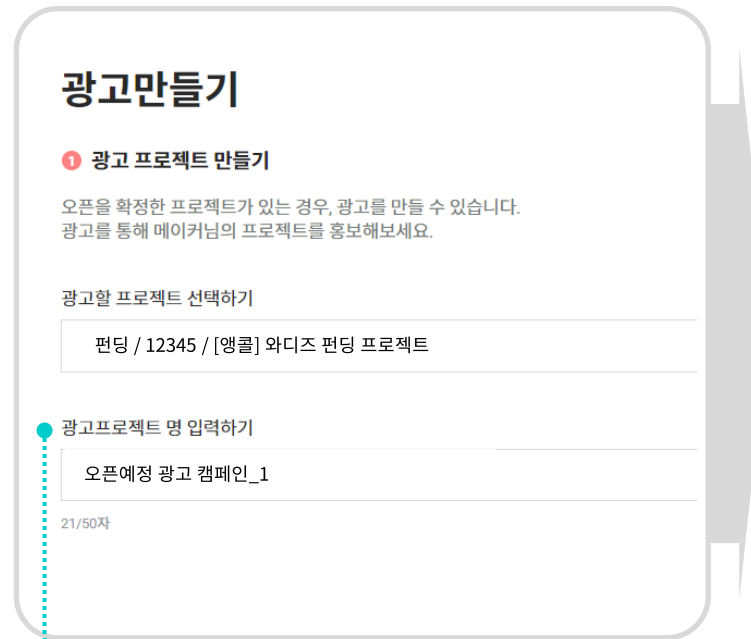 광고만들기
1 광고 프로젝트 만들기
오픈을 확정한 프로젝트가 있는 경우, 광고를 만들 수 있습니다.
광고를 통해 메이커님의 프로젝트를 홍보해보세요.
광고할 프로젝트 선택하기
펀딩 / 12345 / [앵콜] 와디즈 펀딩 프로젝트
광고프로젝트 명 입력하기
오픈예정 광고 캠페인_1
21/50자